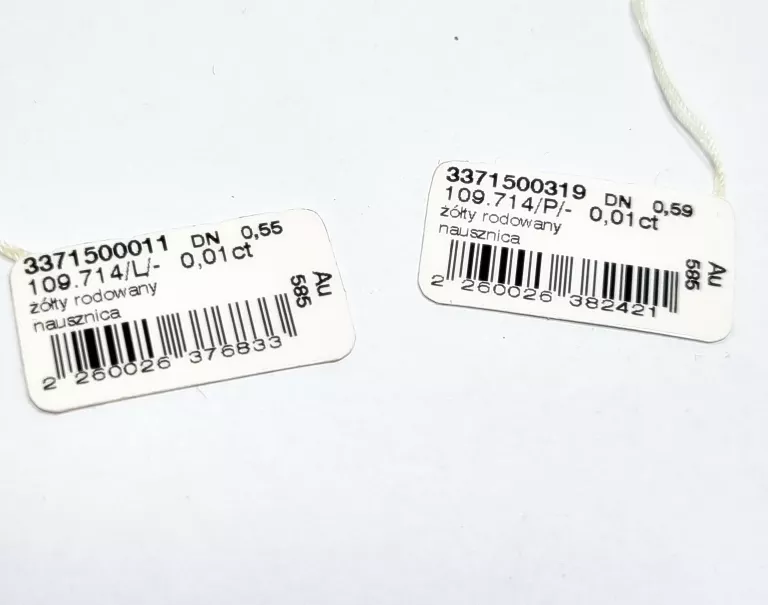 3371500011 DN 0,55
109.714/L/- 0,01ct
żółty rodowany
nausznica
Au
585
2 260026 376833
3371500319 DN 0,59
109.714/P/- 0,01ct
żółty rodowany
nausznica
Au
585
2 260026 382421